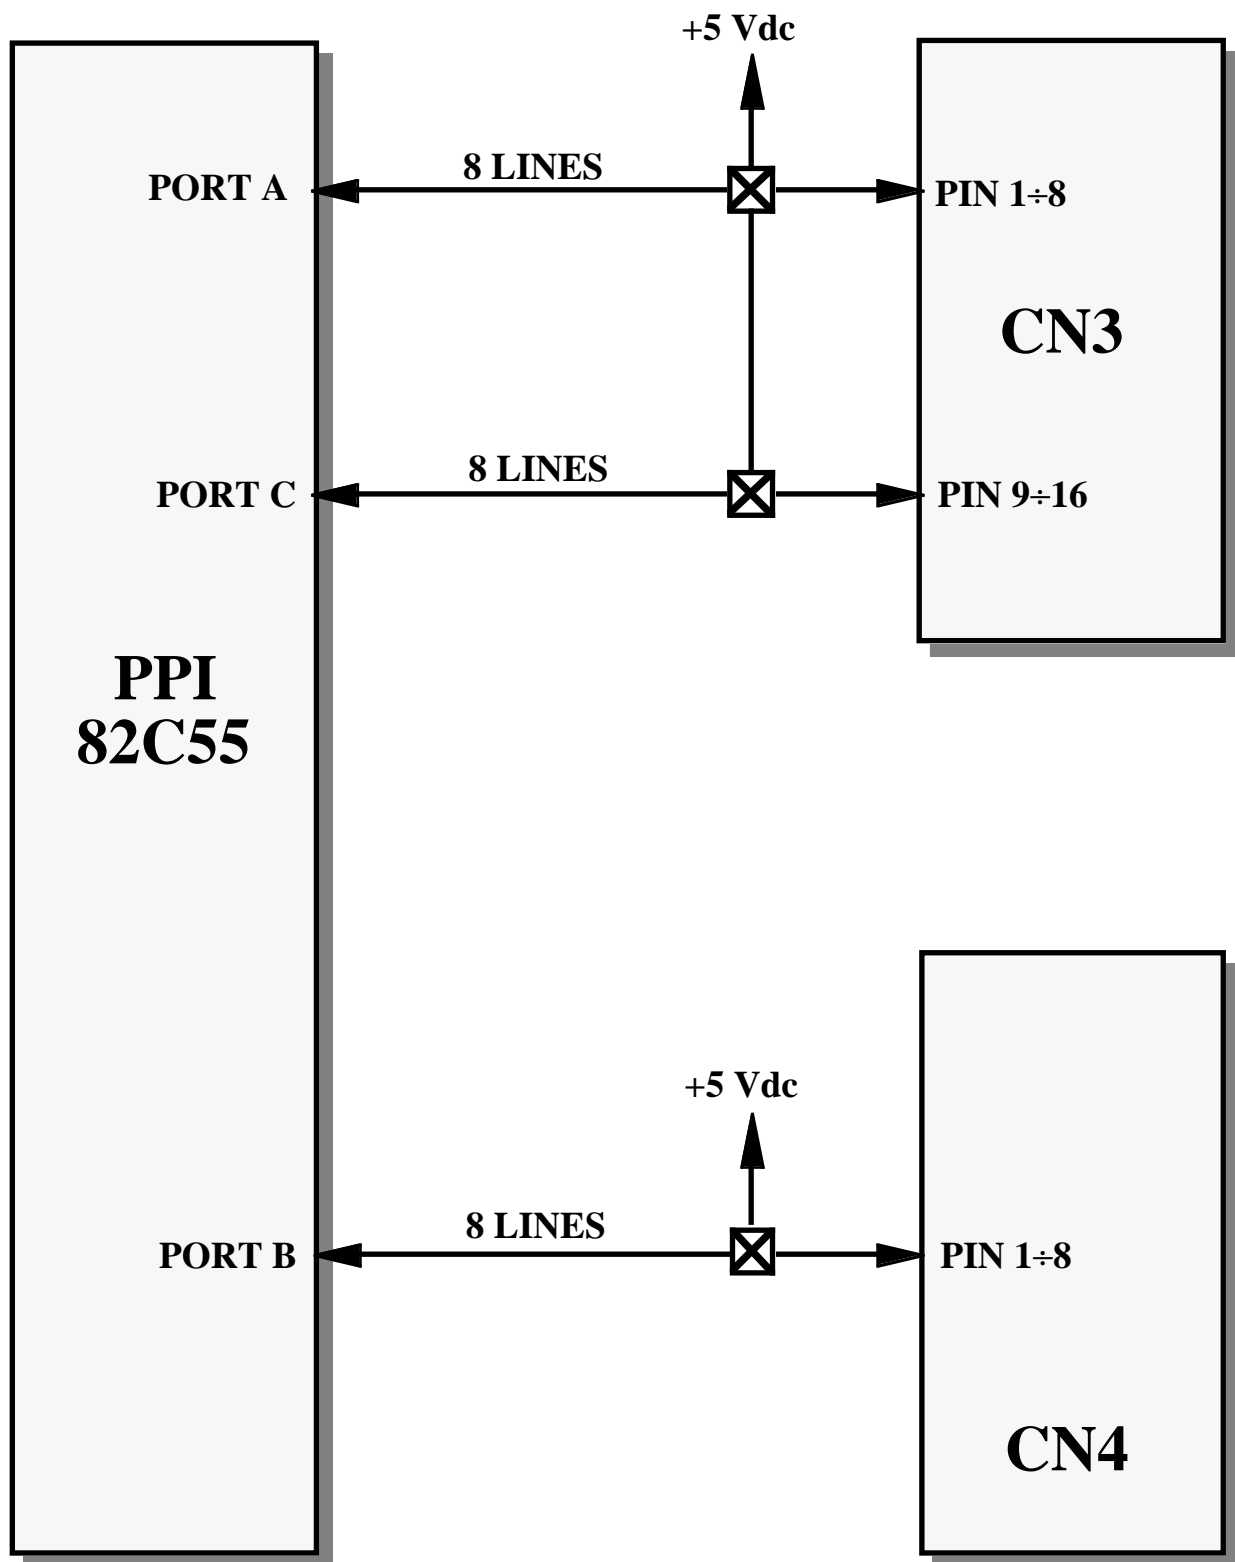 +5 Vdc
PORT A
8 LINES
PIN 1÷8
CN3
PORT C
8 LINES
PIN 9÷16
PPI
82C55
+5 Vdc
PORT B
8 LINES
PIN 1÷8
CN4